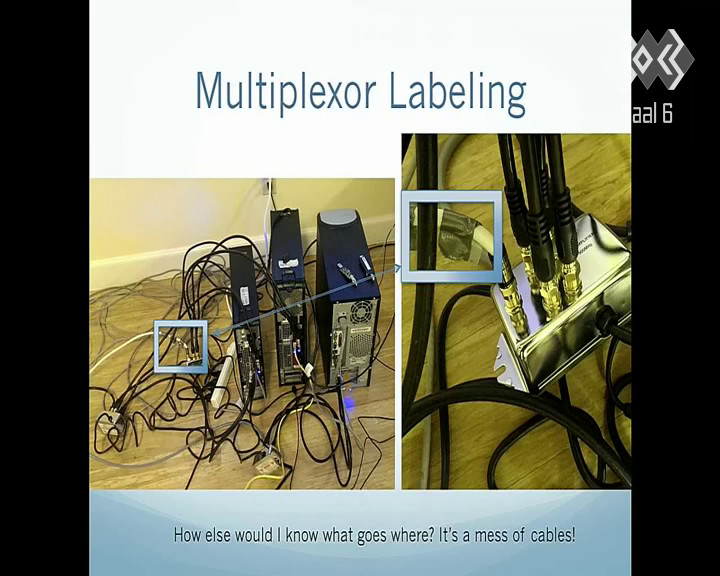 Multiplexor Labeling
aal 6
How else would I know what goes where? It's a mess of cables!